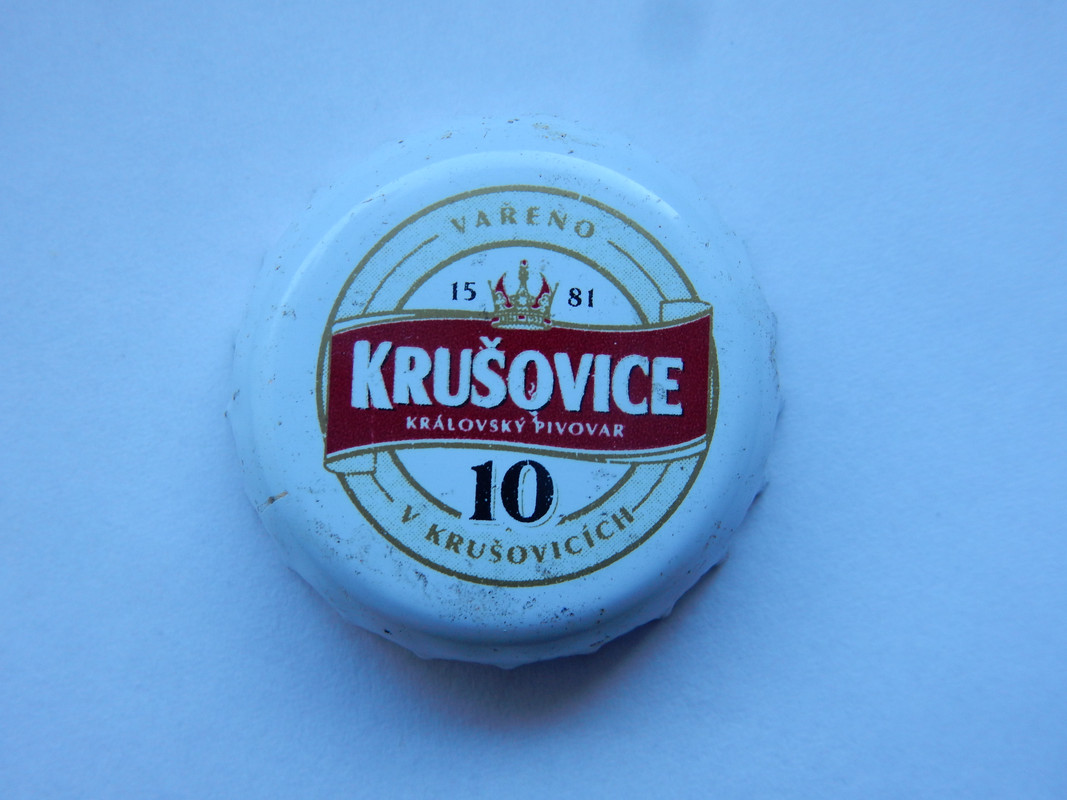 VAŘENO
15 81
KRUŠOVICE
KRÁLOVSKÝ PIVOVAR
10
V KRUŠOVICÍCH